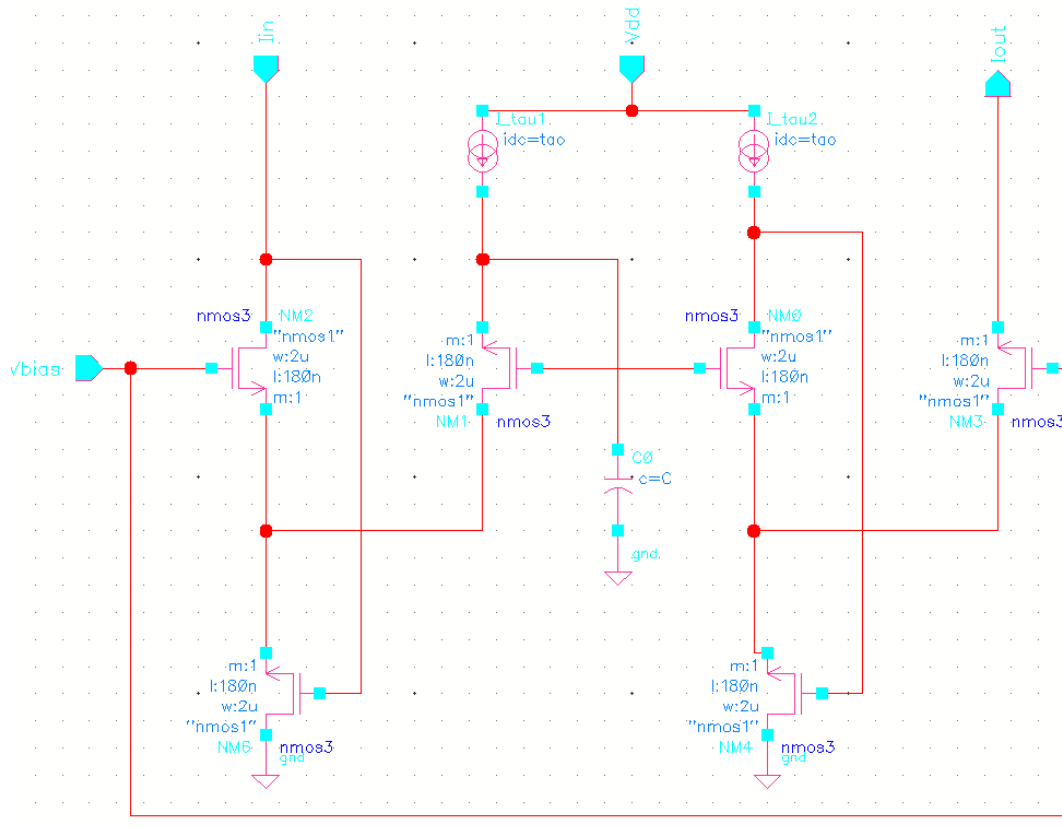 Iin
Vdd
Iout
I_tau1
idc=tao
I_tau2
idc=tao
nmos3
NM2
"nmos1"
w:2u
l:180n
m:1
m:1
l:180n
w:2u
"nmos1"
NM1
nmos3
nmos3
NM0
"nmos1"
w:2u
l:180n
m:1
m:1
l:180n
w:2u
"nmos1"
NM3
nmos3
Vbias
C0
c=C
gnd
m:1
l:180n
w:2u
"nmos1"
NM6
nmos3
gnd
m:1
l:180n
w:2u
"nmos1"
NM4
nmos3
gnd